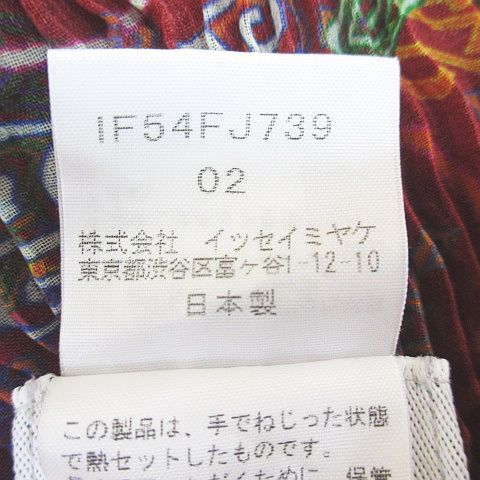 IF54FJ739
02
株式会社 イッセイミヤケ
東京都渋谷区富ヶ谷1-12-10
日本製
この製品は、手でねじった状態
で熱セットしたものです。